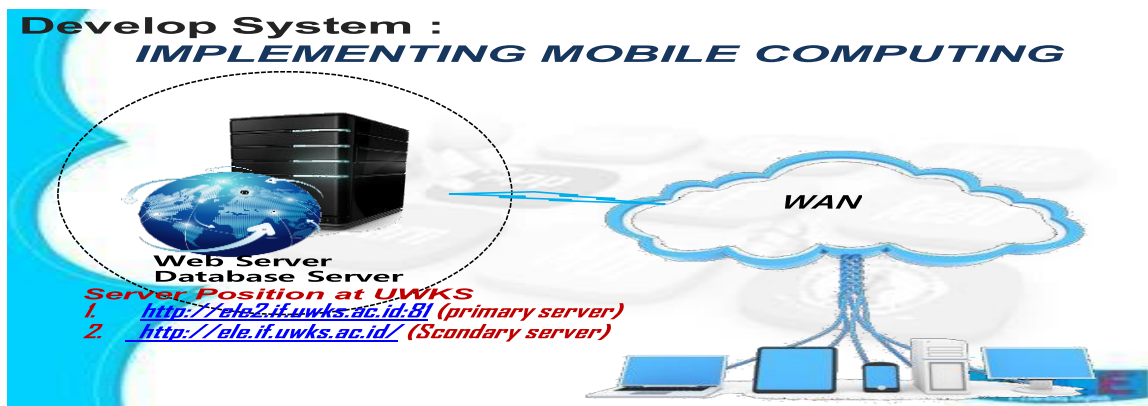 Develop System :
IMPLEMENTING MOBILE COMPUTING
WAN
Web Server
Database Server
Server Position at UWKS
1. http://ele2.if.uwks.ac.id:81 (primary server)
2. http://ele.if.uwks.ac.id/ (Scondary server)